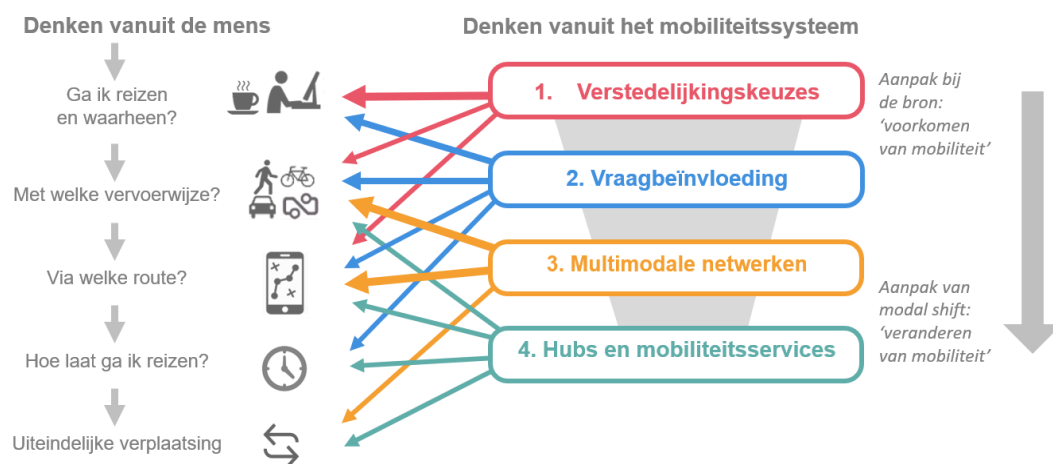 Denken vanuit de mens
Denken vanuit het mobiliteitssysteem
Ga ik reizen
en waarheen?
Met welke vervoerwijze?
Via welke route?
Hoe laat ga ik reizen?
Uiteindelijke verplaatsing
1. Verstedelijkingskeuzes
2. Vraagbeïnvloeding
3. Multimodale netwerken
4. Hubs en mobiliteitsservices
Aanpak bij
de bron:
‘voorkomen
van mobiliteit’
Aanpak van
modal shift:
‘veranderen
van mobiliteit’